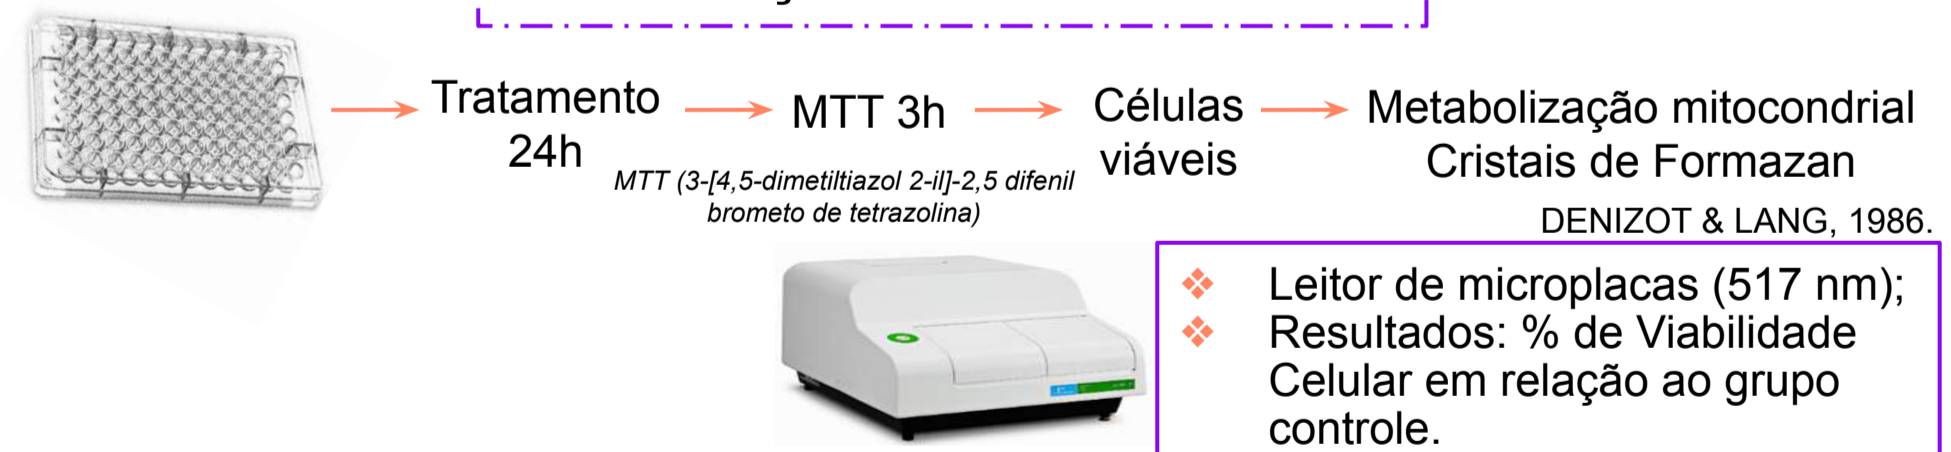 Tratamento
24h
MTT 3h
MTT (3-[4,5-dimetiltiazol 2-il]-2,5 difenil
brometo de tetrazolina)
Células
viáveis
Metabolização mitocondrial
Cristais de Formazan
DENIZOT & LANG, 1986.
❖ Leitor de microplacas (517 nm);
❖ Resultados: % de Viabilidade
Celular em relação ao grupo
controle.